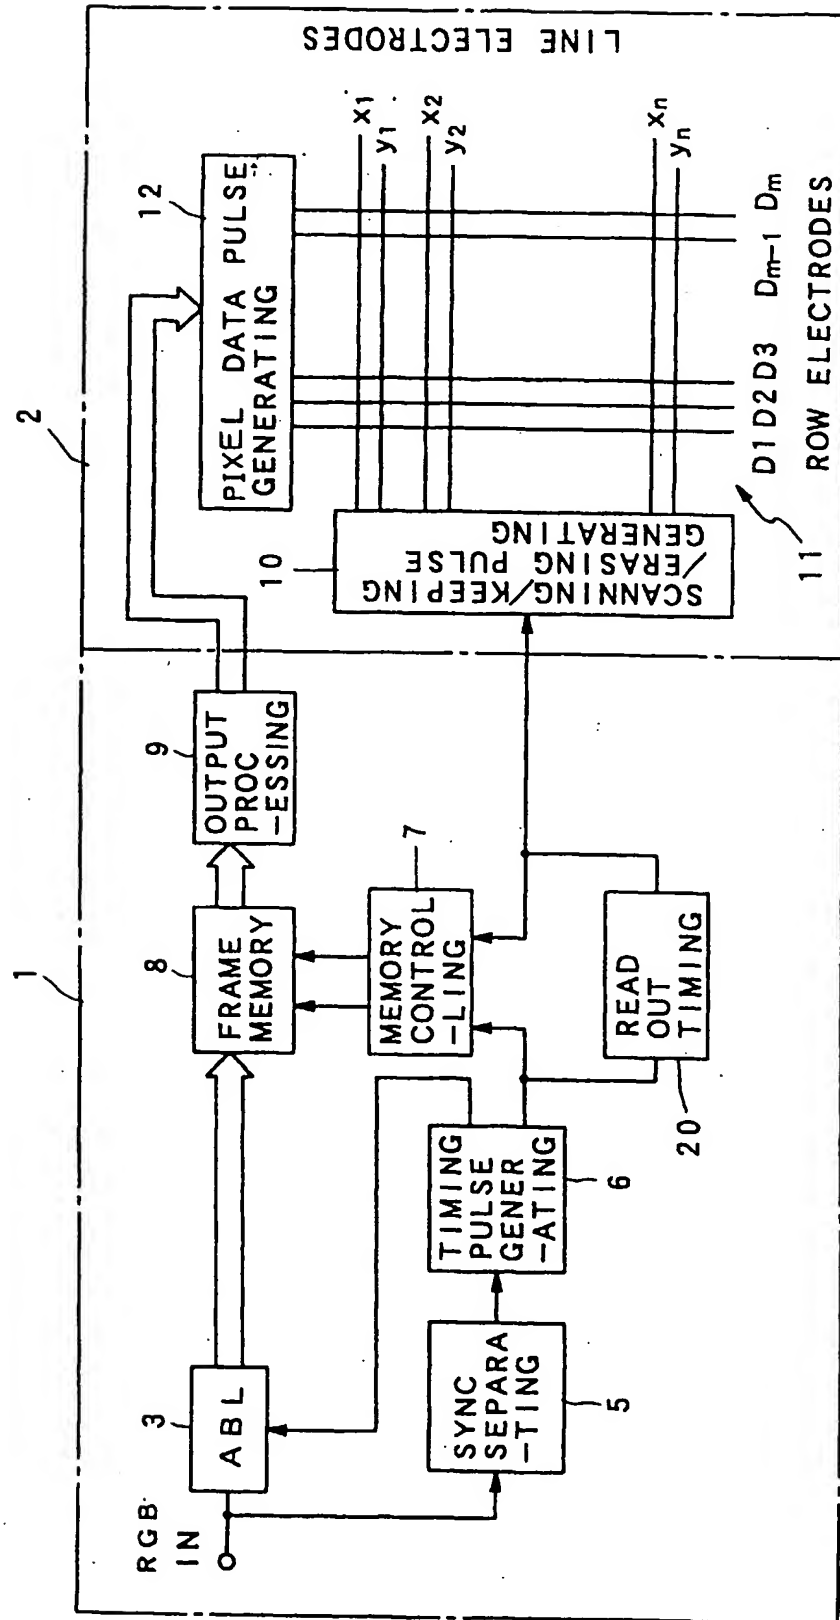 1
2
RGB
IN
3
ABL
8
FRAME
MEMORY
9
OUTPUT
PROC
-ESSING
12
PIXEL DATA PULSE
GENERATING
7
MEMORY
CONTROL
-LING
5
SYNC
SEPARA
-TING
6
TIMING
PULSE
GENER
-ATING
20
READ
OUT
TIMING
10
SCANNING/KEEPING
/ERASING PULSE
GENERATING
x1
y1
x2
y2
xn
yn
LINE ELECTRODES
D1 D2 D3 Dm-1 Dm
ROW ELECTRODES
11